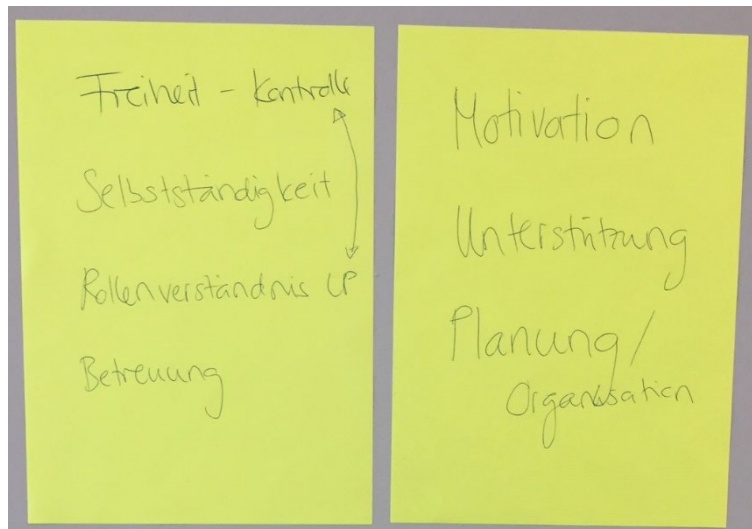 Freiheit - Kontrolle
Selbstständigkeit
Rollenverständnis LP
Betreuung
Motivation
Unterstützung
Planung/
Organisation